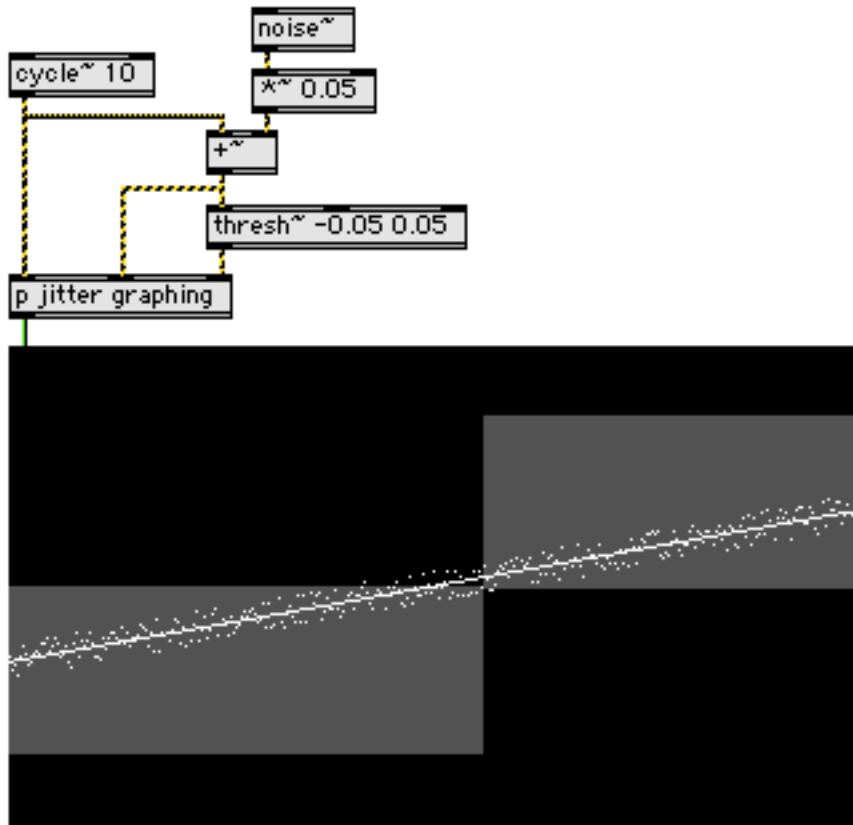 noise~
cycle~ 10
*~ 0.05
+~
thresh~ -0.05 0.05
p jitter graphing